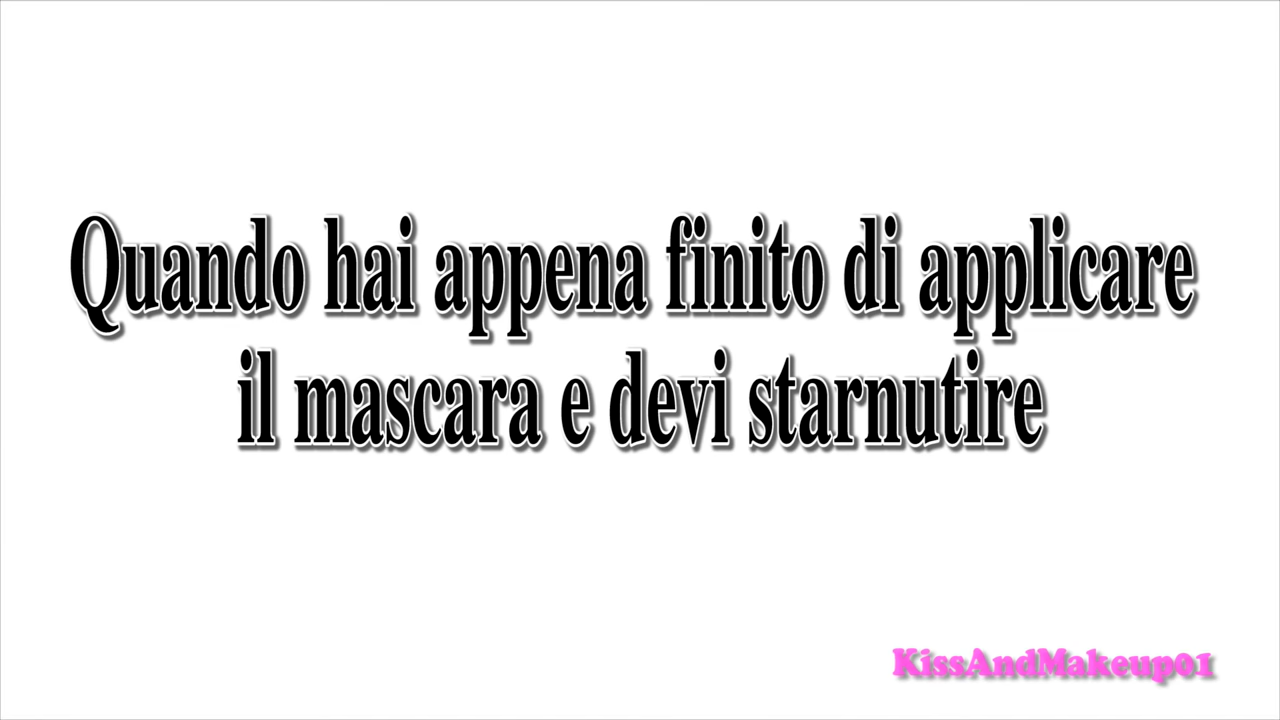 Quando hai appena finito di applicare
il mascara e devi starnutire
KissAndMakeup01